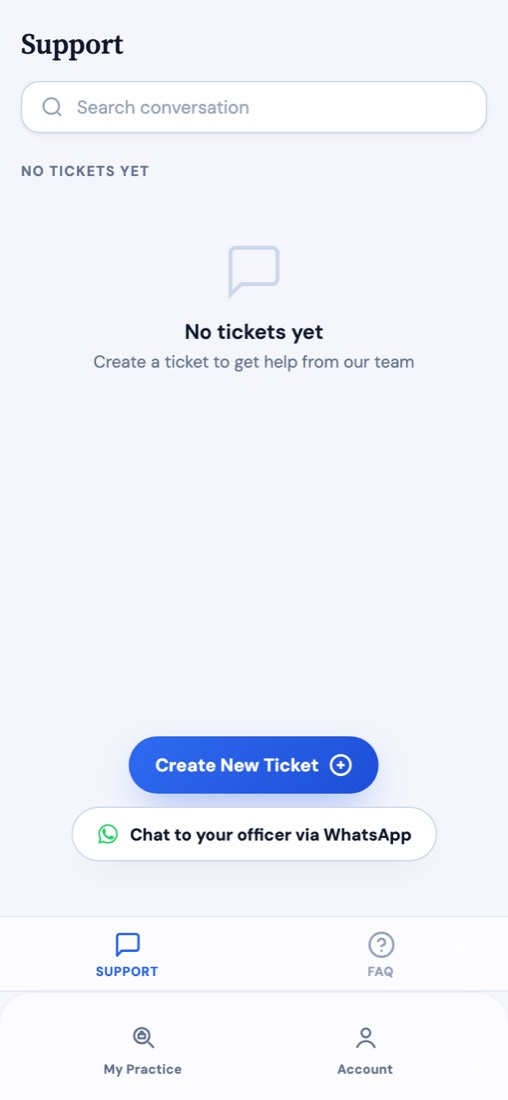 Support
Search conversation
NO TICKETS YET
No tickets yet
Create a ticket to get help from our team
Create New Ticket
Chat to your officer via WhatsApp
SUPPORT
FAQ
My Practice
Account